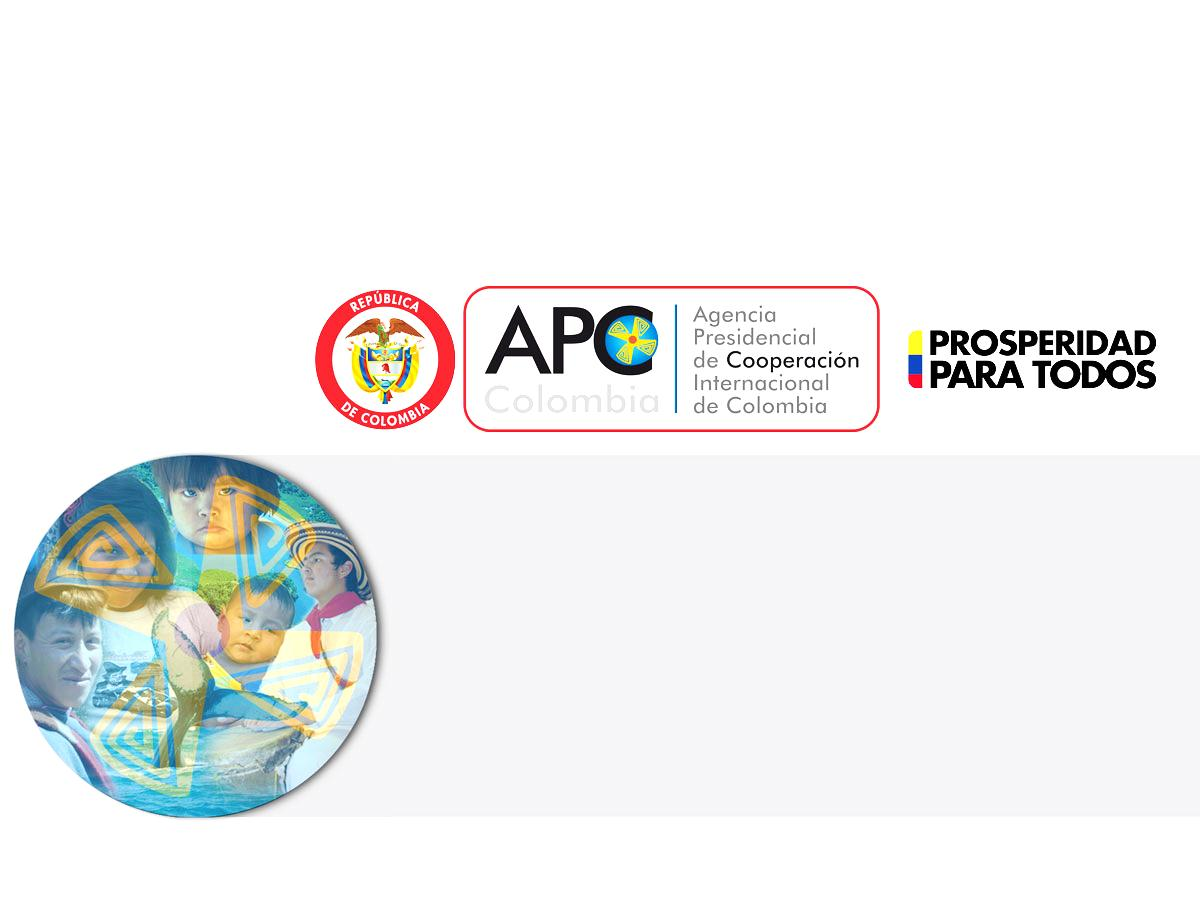 REPÚBLICA
DE COLOMBIA
APC
Colombia
Agencia
Presidencial
de Cooperación
Internacional
de Colombia
PROSPERIDAD
PARA TODOS